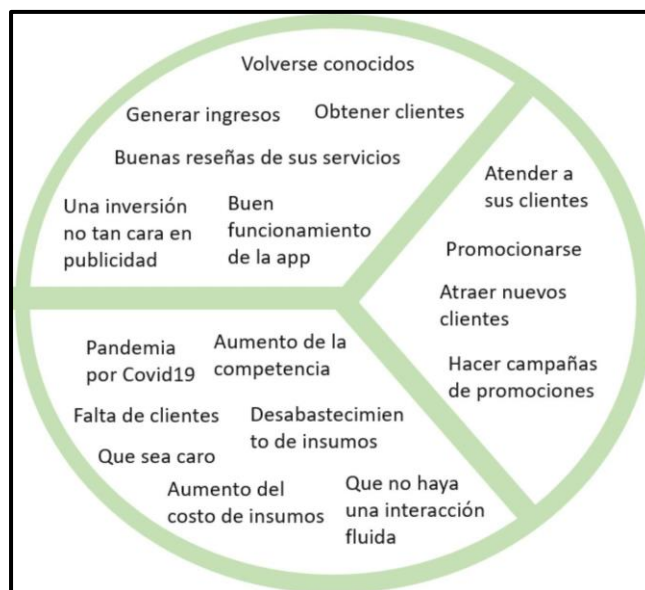 Volverse conocidos
Generar ingresos
Obtener clientes
Buenas reseñas de sus servicios
Una inversión
no tan cara en
publicidad
Buen
funcionamiento
de la app
Atender a
sus clientes
Promocionarse
Atraer nuevos
clientes
Hacer campañas
de promociones
Pandemia
por Covid19
Aumento de la
competencia
Falta de clientes
Desabastecimien
to de insumos
Que sea caro
Aumento del
costo de insumos
Que no haya
una interacción
fluida